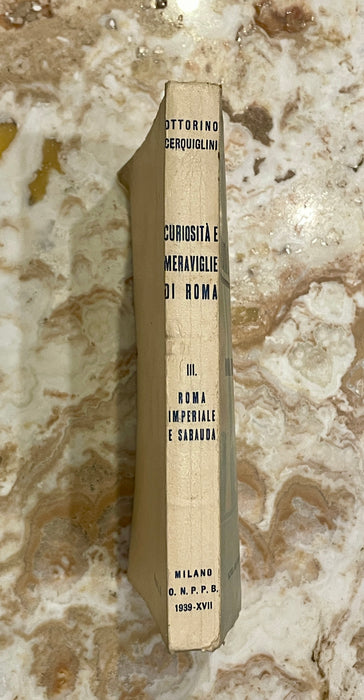 OTTORINO
CERQUIGLINI
CURIOSITÀ E
MERAVIGLIE
DI ROMA
III.
ROMA
IMPERIALE
E SABAUDA
MILANO
O. N. P. P. B.
1939-XVII